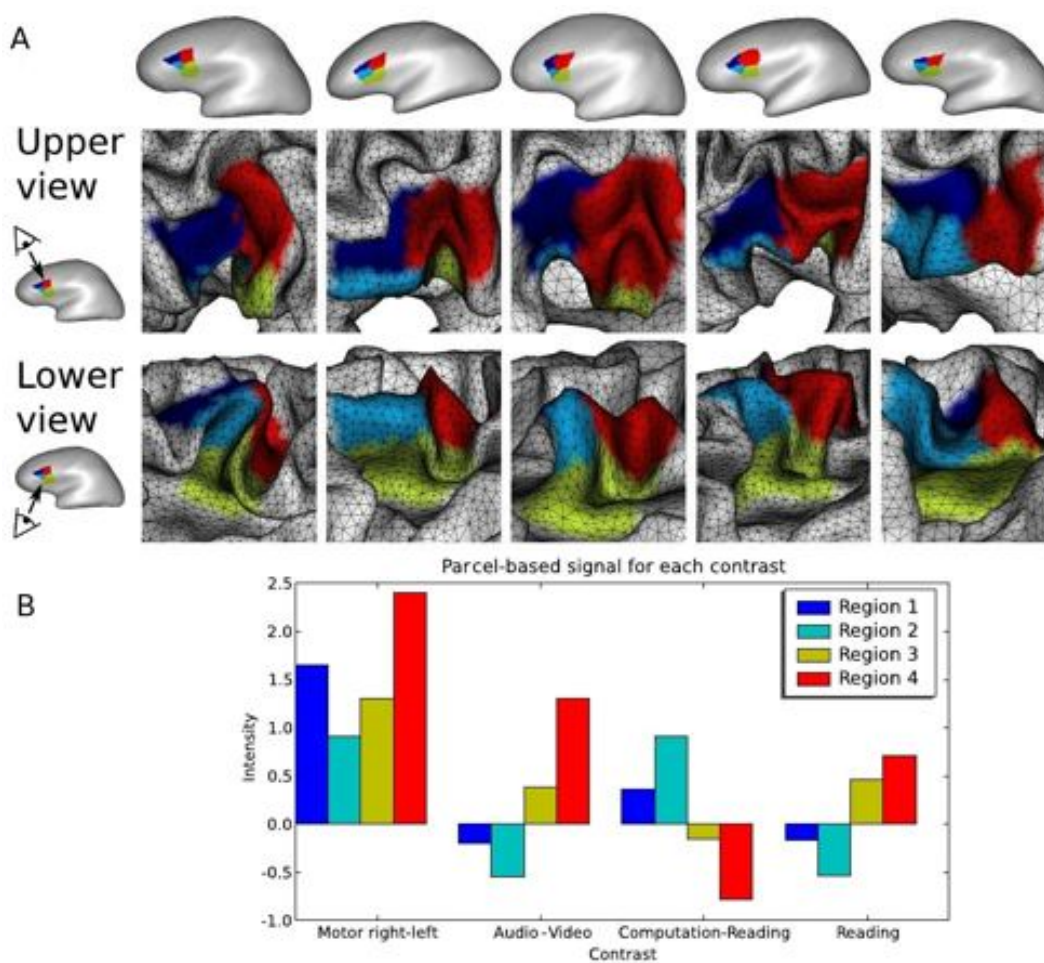 A
Upper
view
Lower
view
B
Parcel-based signal for each contrast
2.5
2.0
1.5
1.0
0.5
0.0
-0.5
-1.0
Intensity
Region 1
Region 2
Region 3
Region 4
Motor right-left
Audio -Video
Computation-Reading
Reading
Contrast